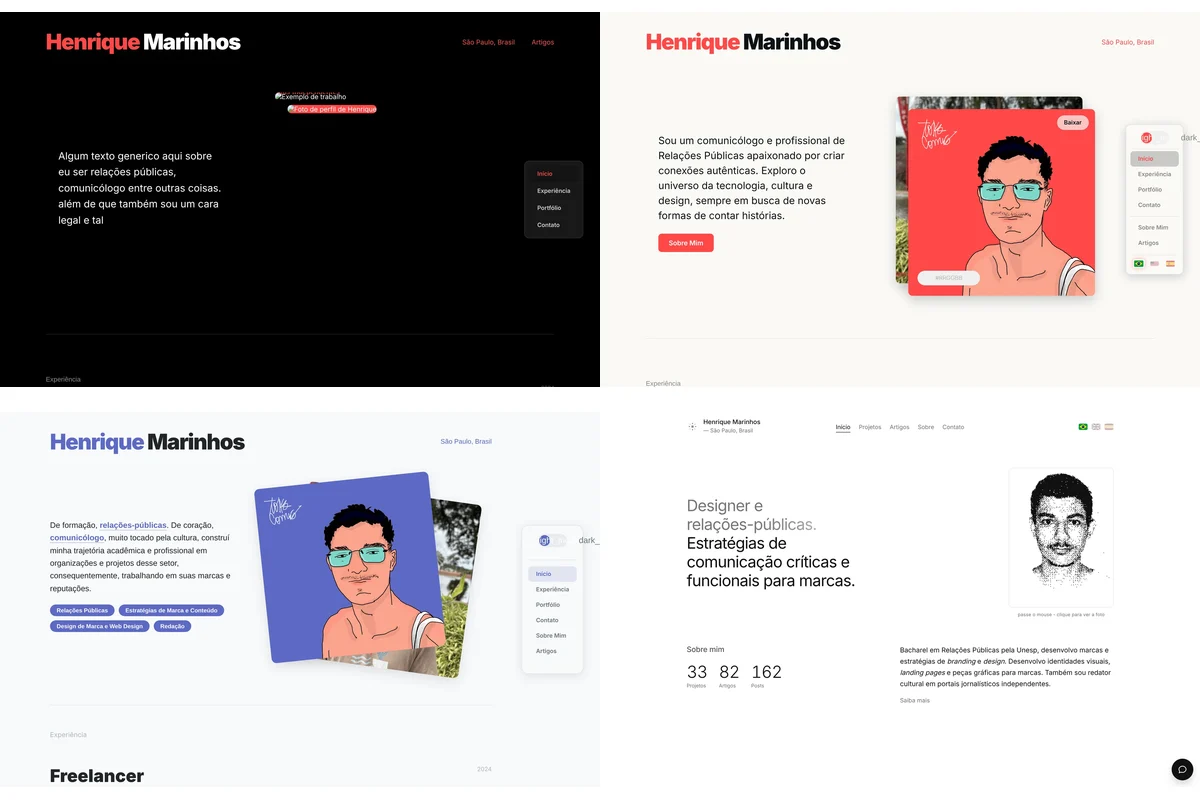 Henrique Marinhos
São Paulo, Brasil
Artigos
Exemplo de trabalho
Foto de perfil de Henrique
Algum texto generico aqui sobre
eu ser relações públicas,
comunicólogo entre outras coisas.
além de que também sou um cara
legal e tal
Início
Experiência
Portfólio
Contato
Experiência
Henrique Marinhos
São Paulo, Brasil
Sou um comunicólogo e profissional de
Relações Públicas apaixonado por criar
conexões autênticas. Exploro o
universo da tecnologia, cultura e
design, sempre em busca de novas
formas de contar histórias.
Sobre Mim
Baixar
#RRGGBB
dark_
Início
Experiência
Portfólio
Contato
Sobre Mim
Artigos
Experiência
Henrique Marinhos
São Paulo, Brasil
De formação, relações-públicas. De coração,
comunicólogo, muito tocado pela cultura, construí
minha trajetória acadêmica e profissional em
organizações e projetos desse setor,
consequentemente, trabalhando em suas marcas e
reputações.
Relações Públicas
Estratégias de Marca e Conteúdo
Design de Marca e Web Design
Redação
dark_
Início
Experiência
Portfólio
Contato
Sobre Mim
Artigos
Experiência
Freelancer
2024
Henrique Marinhos
— São Paulo, Brasil
Início
Projetos
Artigos
Sobre
Contato
Designer e
relações-públicas.
Estratégias de
comunicação críticas e
funcionais para marcas.
passe o mouse - clique para ver a foto
Sobre mim
33 82 162
Projetos Artigos Posts
Bacharel em Relações Públicas pela Unesp, desenvolvo marcas e
estratégias de branding e design. Desenvolvo identidades visuais,
landing pages e peças gráficas para marcas. Também sou redator
cultural em portais jornalísticos independentes.
Saiba mais